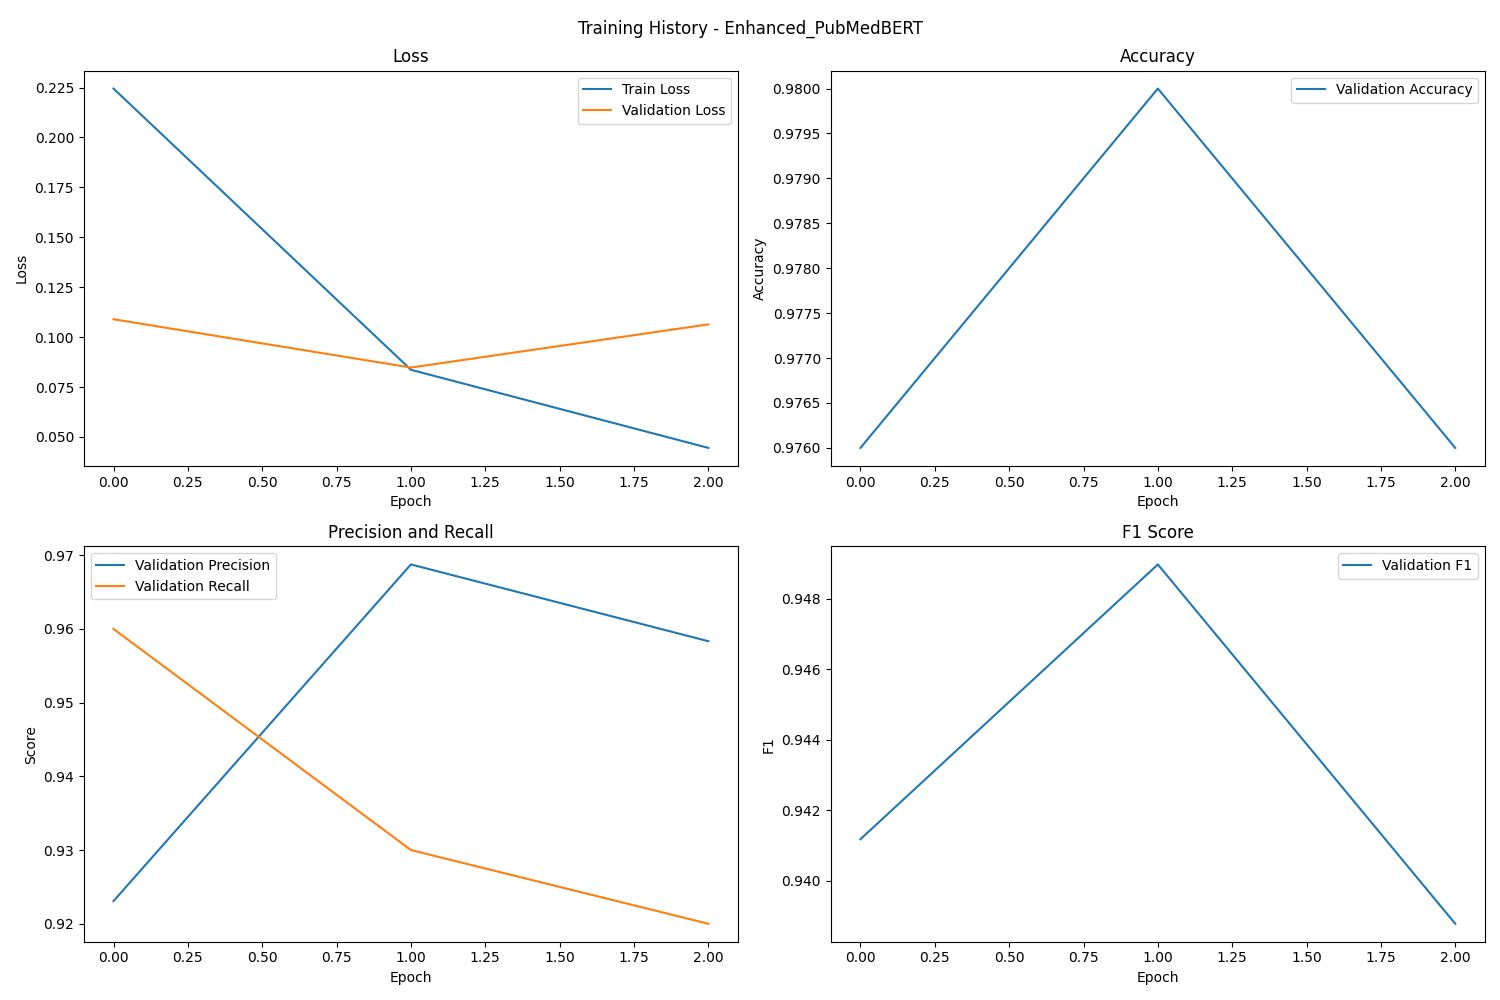 Training History - Enhanced_PubMedBERT
Loss
Train Loss
Validation Loss
0.225
0.200
0.175
0.150
0.125
0.100
0.075
0.050
Loss
0.00 0.25 0.50 0.75 1.00 1.25 1.50 1.75 2.00
Epoch
Accuracy
Validation Accuracy
0.9800
0.9795
0.9790
0.9785
0.9780
0.9775
0.9770
0.9765
0.9760
Accuracy
0.00 0.25 0.50 0.75 1.00 1.25 1.50 1.75 2.00
Epoch
Precision and Recall
Validation Precision
Validation Recall
0.97
0.96
0.95
0.94
0.93
0.92
Score
0.00 0.25 0.50 0.75 1.00 1.25 1.50 1.75 2.00
Epoch
F1 Score
Validation F1
0.948
0.946
0.944
0.942
0.940
F1
0.00 0.25 0.50 0.75 1.00 1.25 1.50 1.75 2.00
Epoch